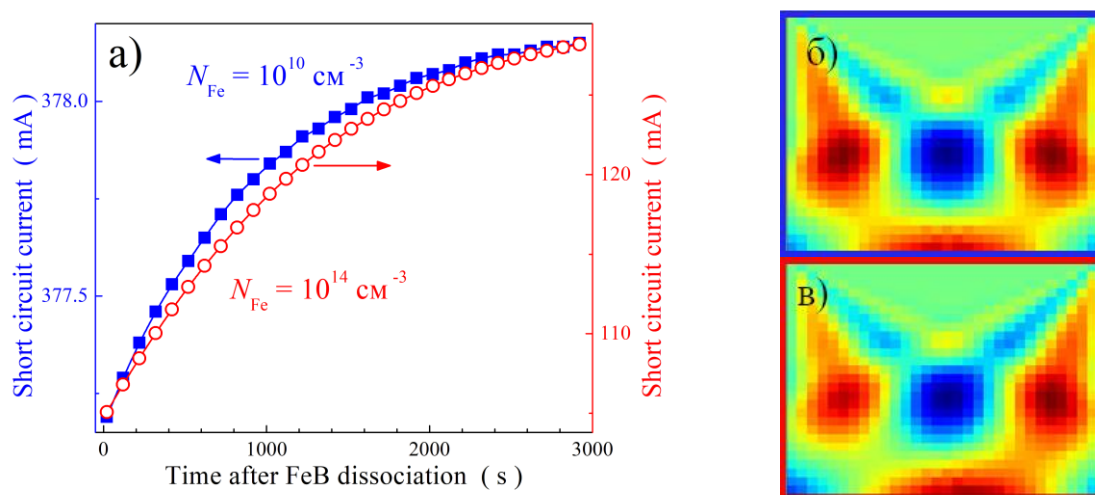 а)
N_Fe = 10^10 см^-3
N_Fe = 10^14 см^-3
Short circuit current ( mA )
378.0
377.5
120
110
Short circuit current ( mA )
0
1000
2000
3000
Time after FeB dissociation ( s )
б)
в)